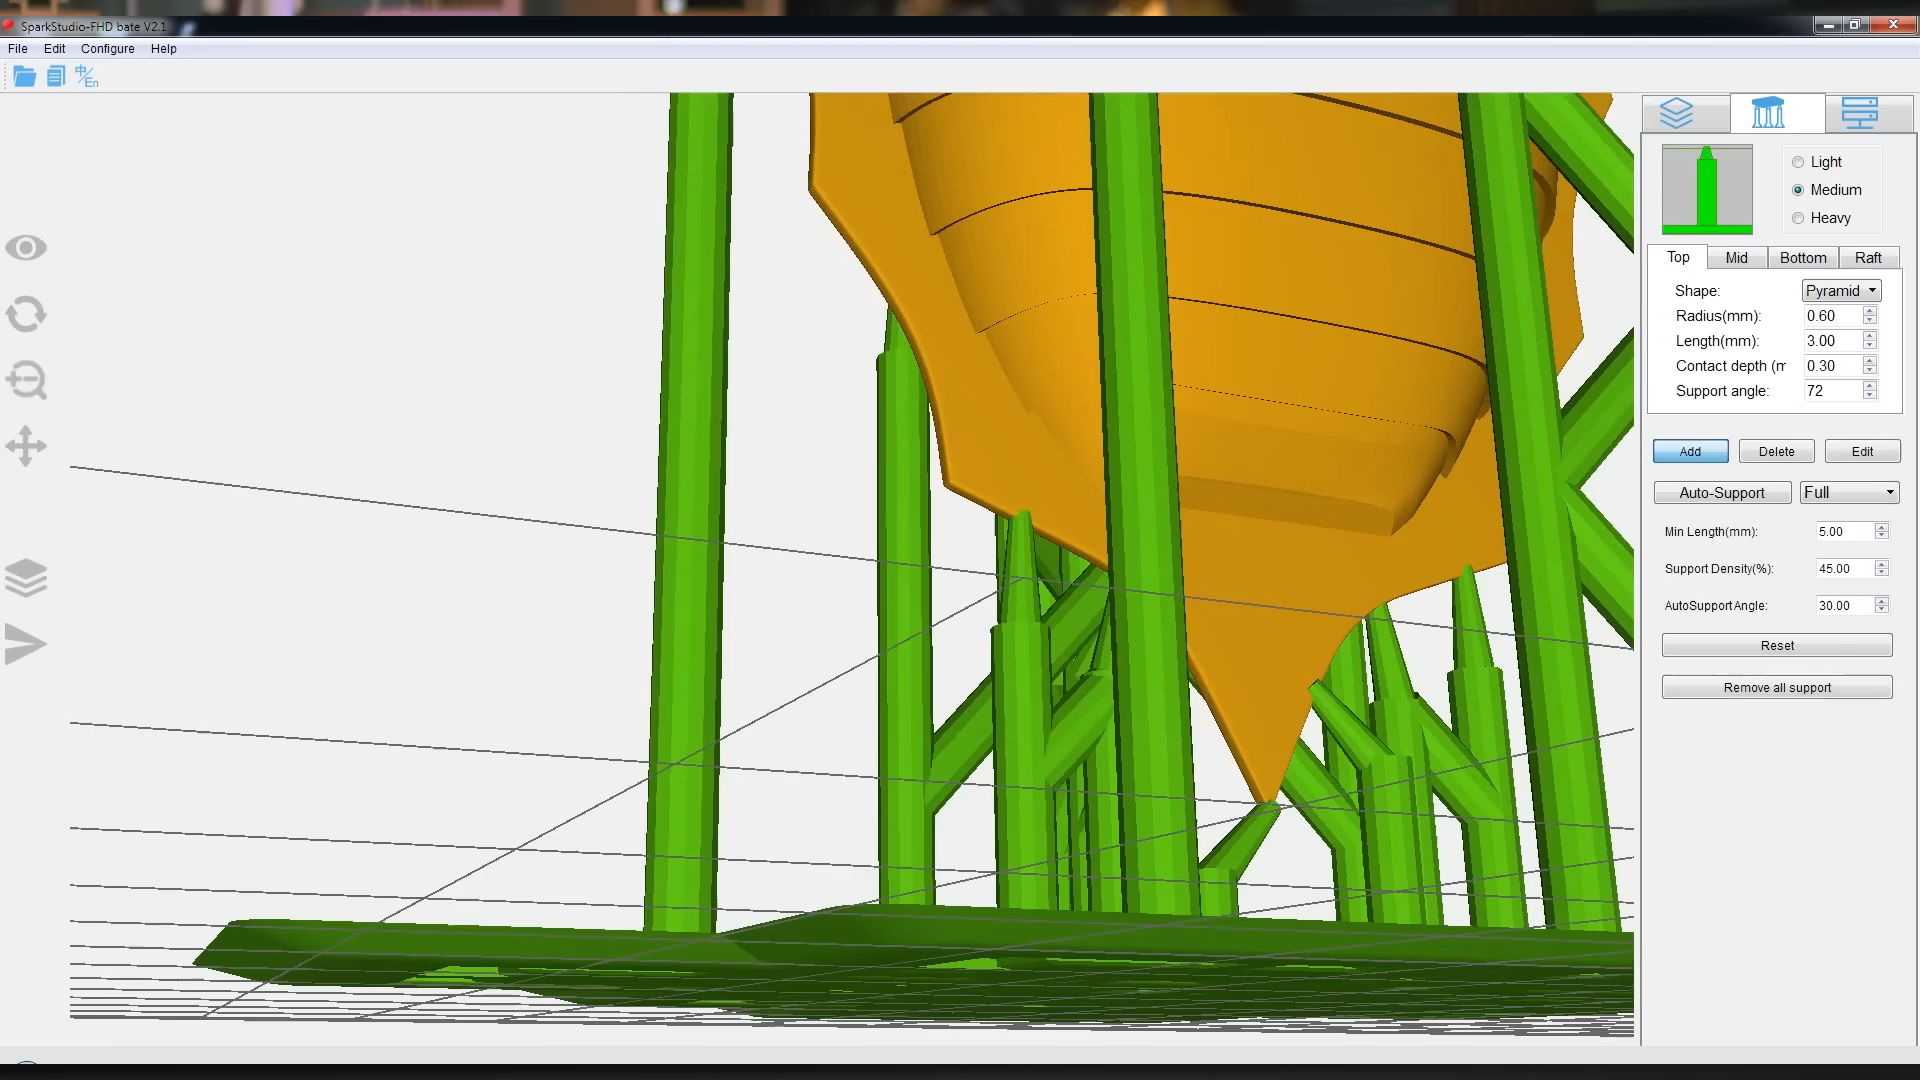 SparkStudio-FHD bate V2.1
File Edit Configure Help
中/En
Light
Medium
Heavy
Top Mid Bottom Raft
Shape: Pyramid
Radius(mm): 0.60
Length(mm): 3.00
Contact depth (m 0.30
Support angle: 72
Add Delete Edit
Auto-Support Full
Min Length(mm): 5.00
Support Density(%): 45.00
AutoSupportAngle: 30.00
Reset
Remove all support